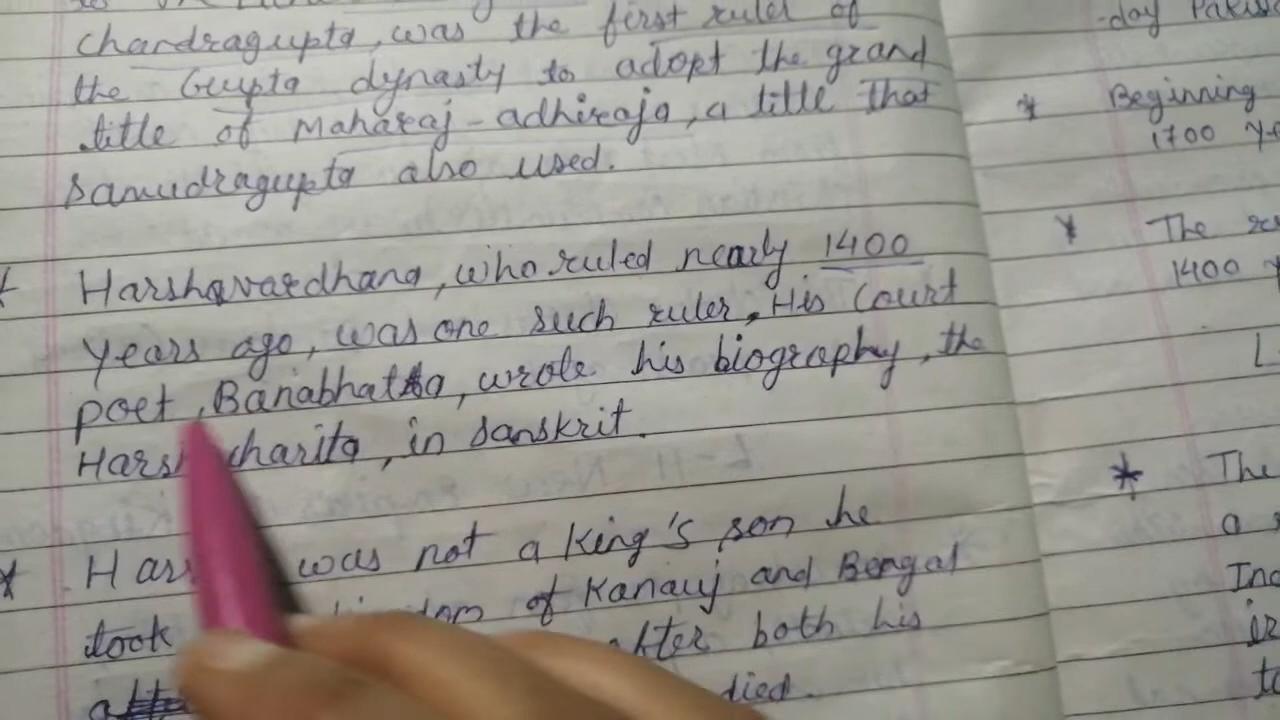 chandragupta, was the first ruler of
the Gupta dynasty to adopt the grand
title of Maharaj-adhiraja, a title that
samudragupta also used.
Harshavardhana, who ruled nearly 1400
years ago, was one such ruler. His court
poet, Banabhatta, wrote his biography, the
Harshcharita, in Sanskrit.
was not a king's son he
took of Kanauj and Bengal
after both his
died.
-day
* Beginning
1700
* The
1400
* The
a